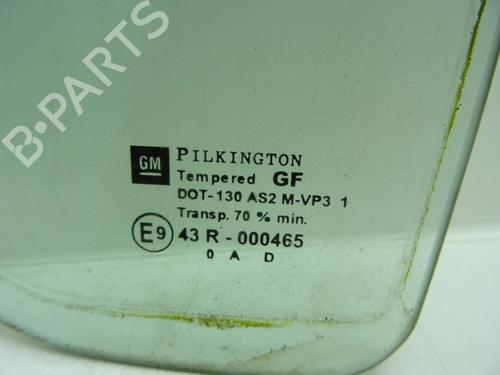 B-PARTS
GM PILKINGTON
Tempered GF
DOT-130 AS2 M-VP3 1
Transp. 70 % min.
E9 43 R - 000465
0 A D